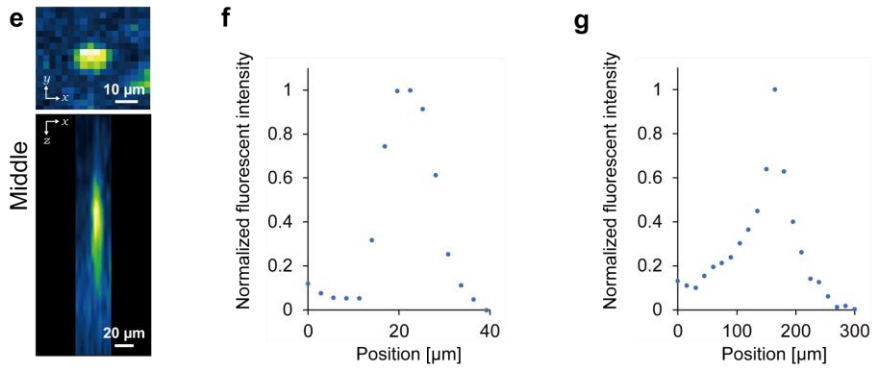 e
Middle
y
x
10 µm
x
z
20 µm
f
Normalized fluorescent intensity
1
0.8
0.6
0.4
0.2
0
0 20 40
Position [µm]
g
Normalized fluorescent intensity
1
0.8
0.6
0.4
0.2
0
0 100 200 300
Position [µm]